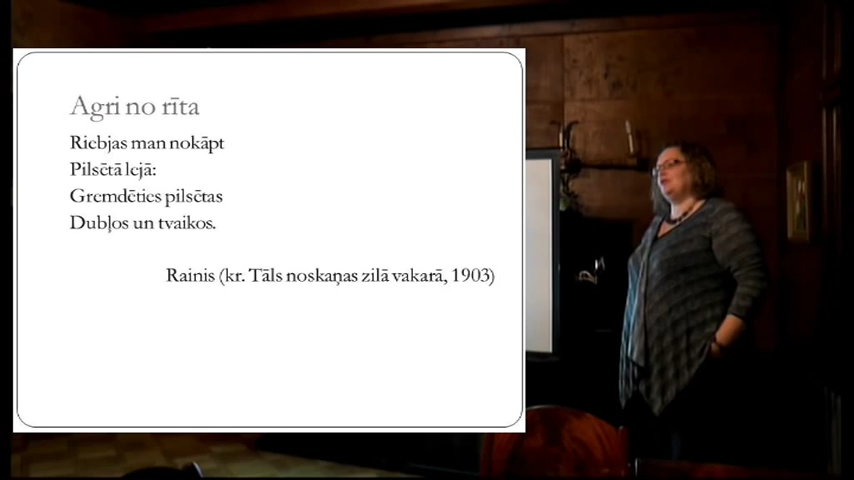 Agri no rīta
Riebjas man nokāpt
Pilsētā lejā:
Gremdēties pilsētas
Dubļos un tvaikos.
Rainis (kr. Tāls noskaņas zilā vakarā, 1903)